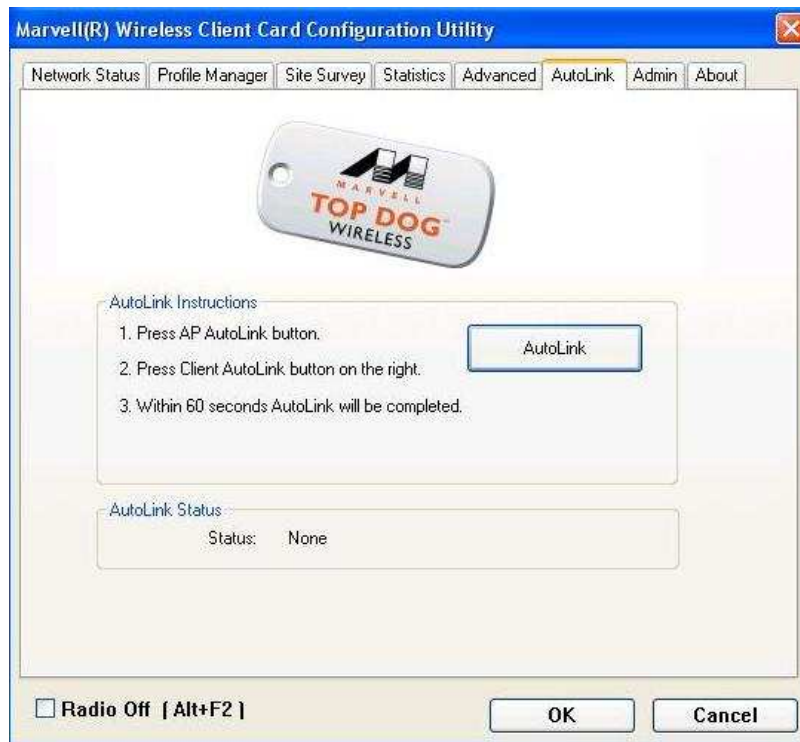 Marvell(R) Wireless Client Card Configuration Utility
Network Status Profile Manager Site Survey Statistics Advanced AutoLink Admin About
MARVELL
TOP DOG™
WIRELESS
AutoLink Instructions
1. Press AP AutoLink button.
AutoLink
2. Press Client AutoLink button on the right.
3. Within 60 seconds AutoLink will be completed.
AutoLink Status
Status: None
Radio Off [ Alt+F2 ]
OK
Cancel